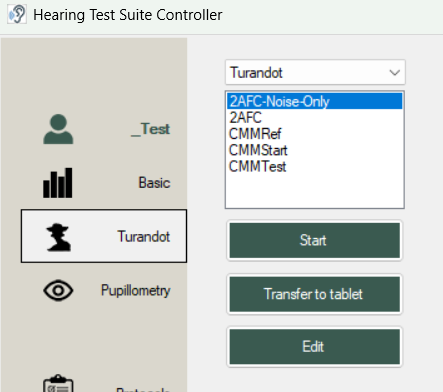 Hearing Test Suite Controller
_Test
Basic
Turandot
Pupillometry
Protocols
Turandot
2AFC-Noise-Only
2AFC
CMMRef
CMMStart
CMMTest
Start
Transfer to tablet
Edit